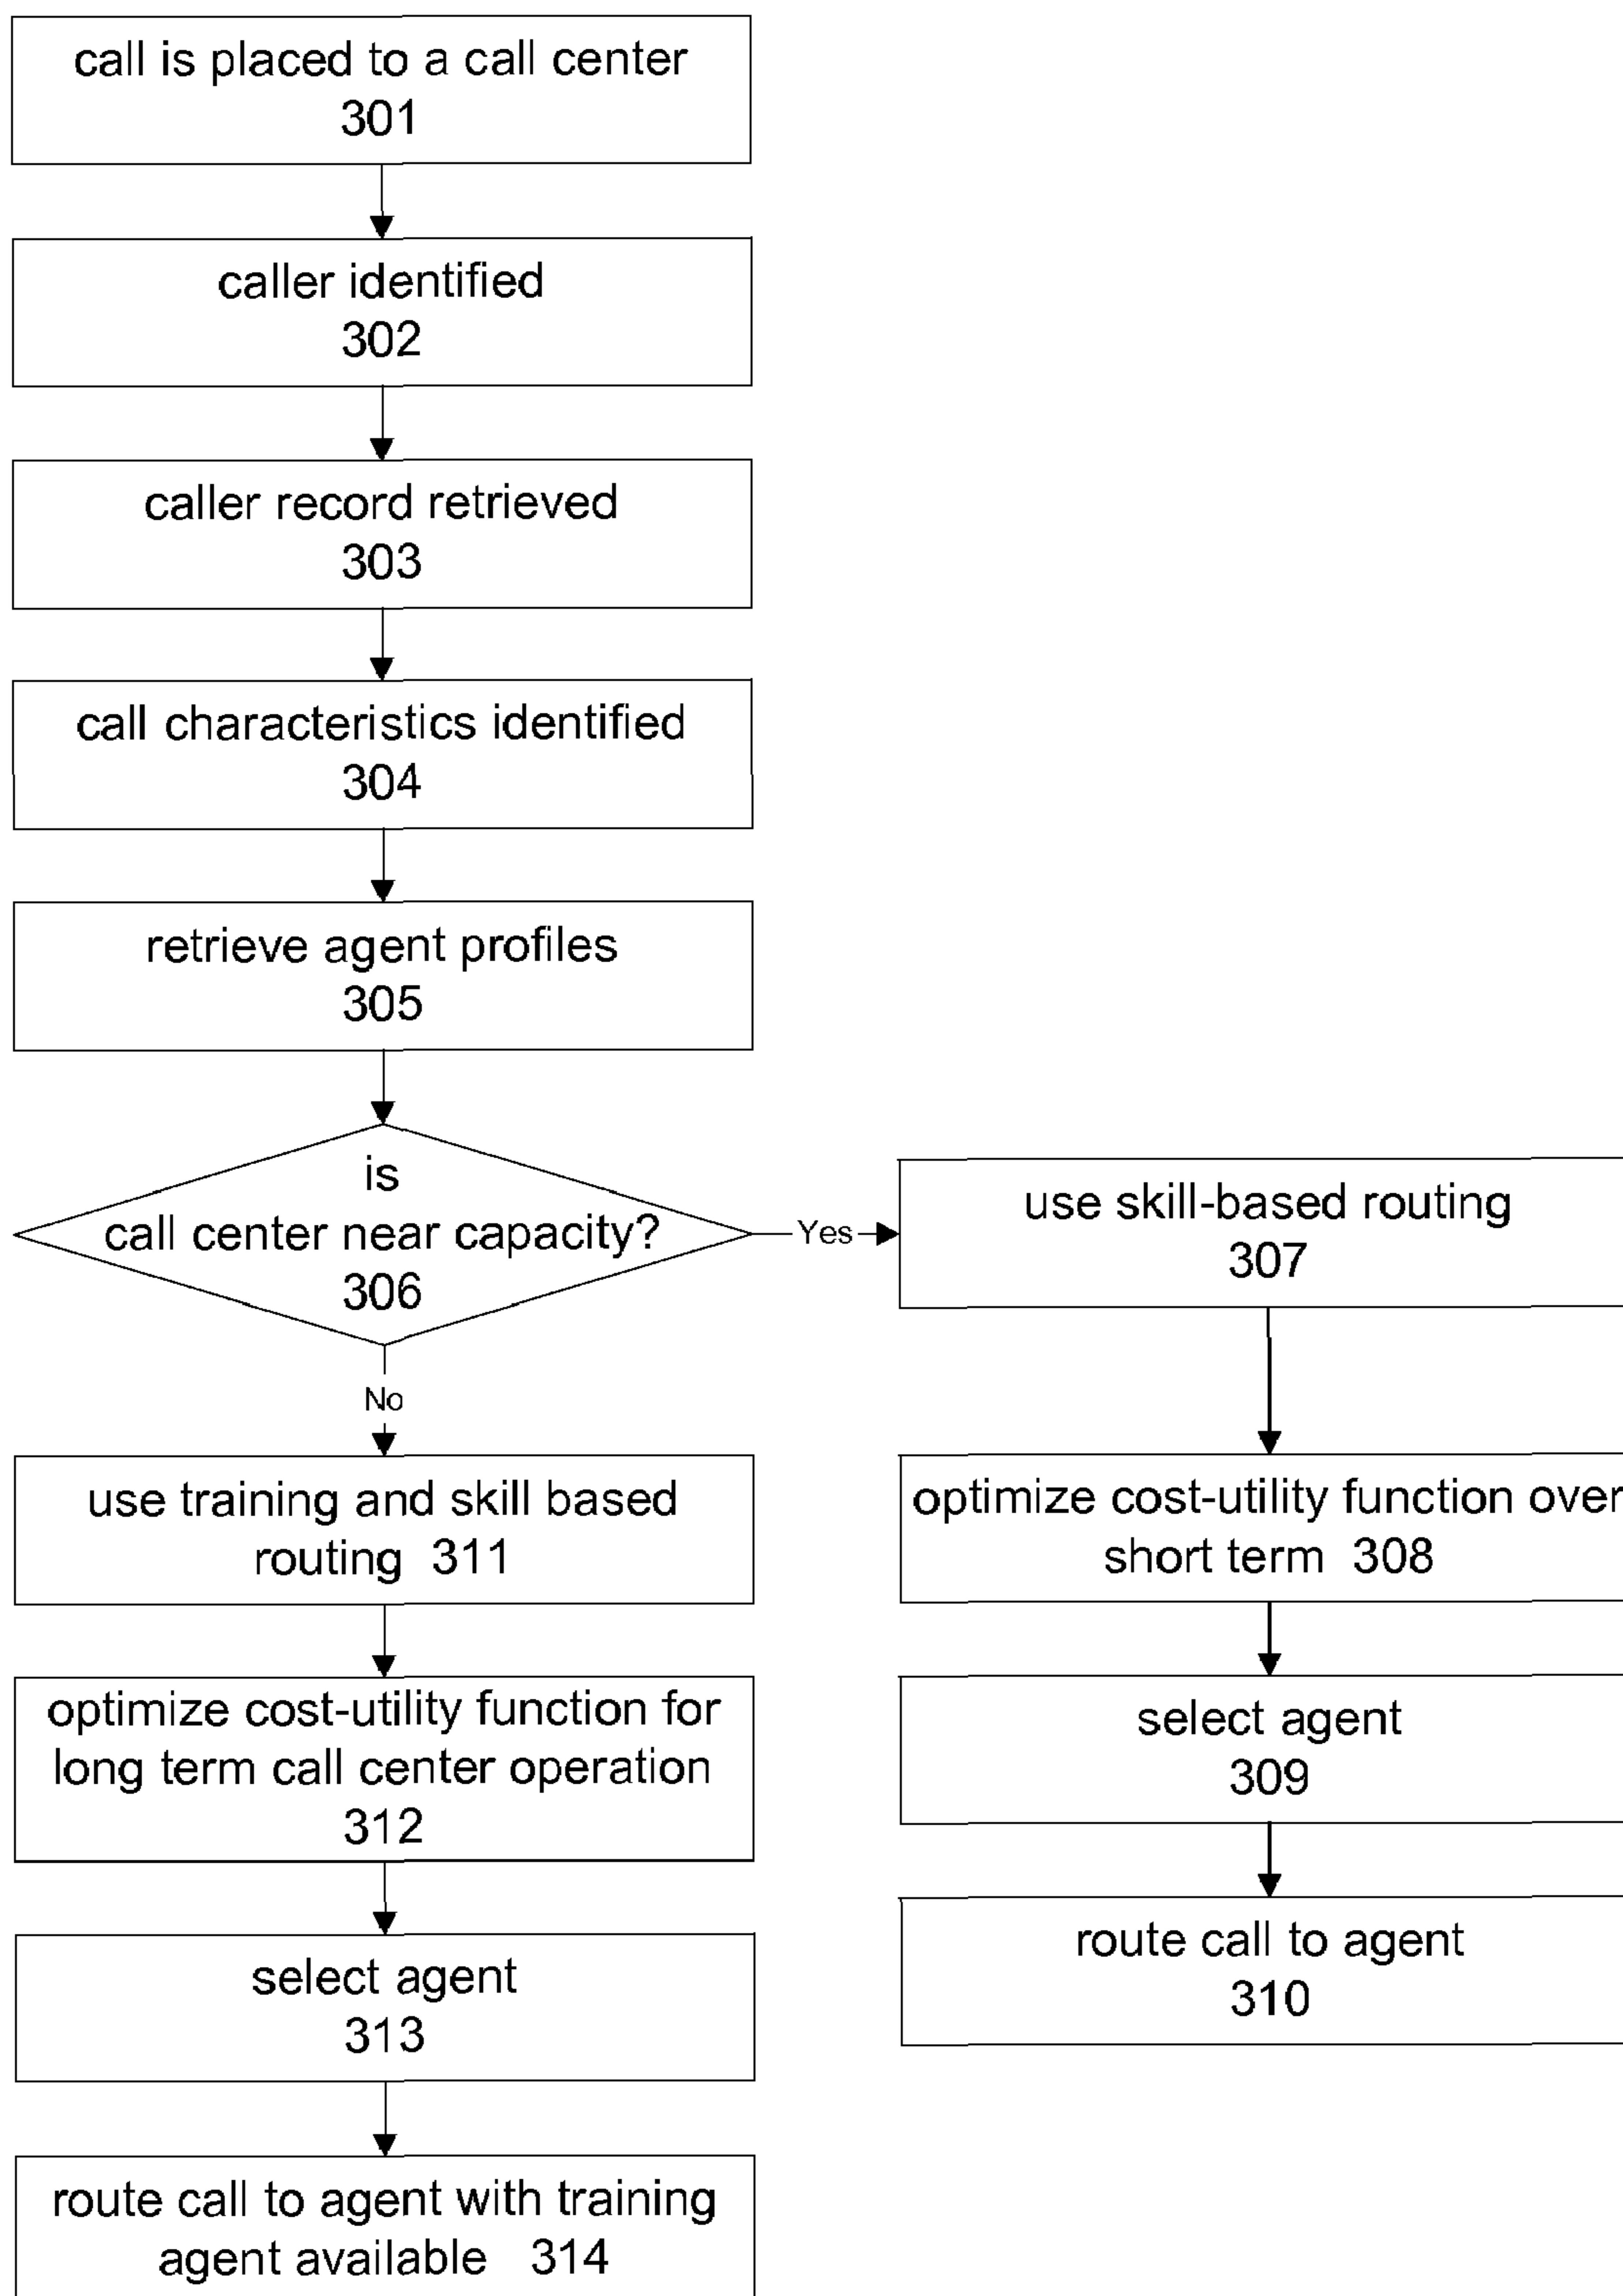 call is placed to a call center
301
caller identified
302
caller record retrieved
303
call characteristics identified
304
retrieve agent profiles
305
is
call center near capacity?
306
Yes
use skill-based routing
307
No
use training and skill based
routing 311
optimize cost-utility function over
short term 308
optimize cost-utility function for
long term call center operation
312
select agent
309
select agent
313
route call to agent
310
route call to agent with training
agent available 314